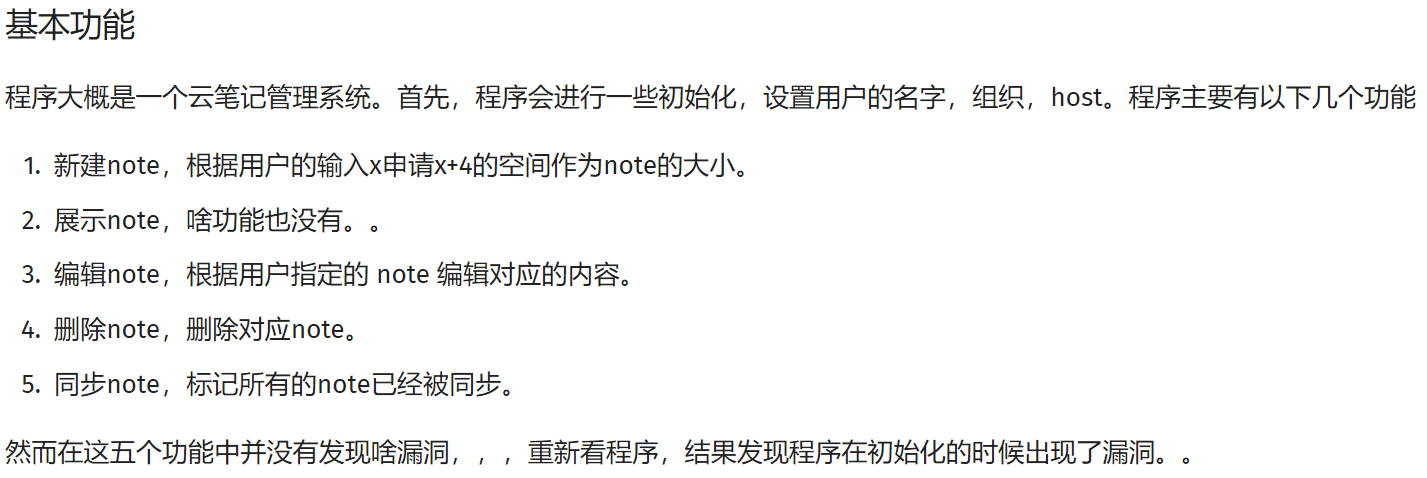 基本功能
程序大概是一个云笔记管理系统。首先，程序会进行一些初始化，设置用户的名字，组织，host。程序主要有以下几个功能
1. 新建note，根据用户的输入x申请x+4的空间作为note的大小。
2. 展示note，啥功能也没有。。
3. 编辑note，根据用户指定的 note 编辑对应的内容。
4. 删除note，删除对应note。
5. 同步note，标记所有的note已经被同步。
然而在这五个功能中并没有发现啥漏洞，，，重新看程序，结果发现程序在初始化的时候出现了漏洞。。